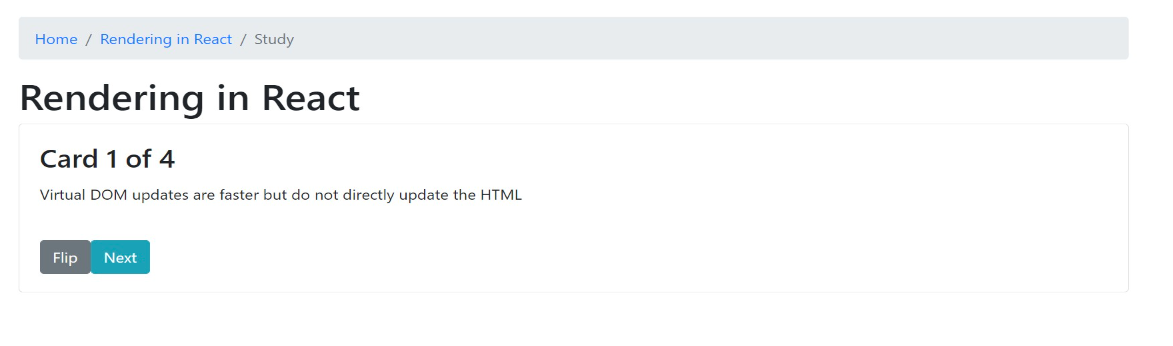 Home / Rendering in React / Study
Rendering in React
Card 1 of 4
Virtual DOM updates are faster but do not directly update the HTML
Flip Next